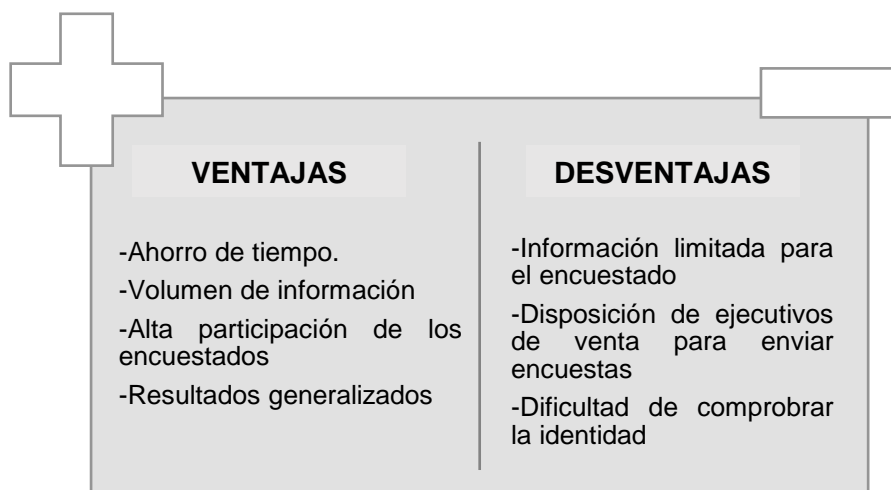 VENTAJAS
-Ahorro de tiempo.
-Volumen de información
-Alta participación de los
encuestados
-Resultados generalizados
DESVENTAJAS
-Información limitada para
el encuestado
-Disposición de ejecutivos
de venta para enviar
encuestas
-Dificultad de comprobrar
la identidad